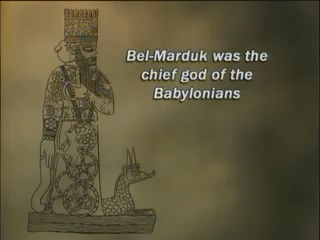 Bel-Marduk was the
chief god of the
Babylonians